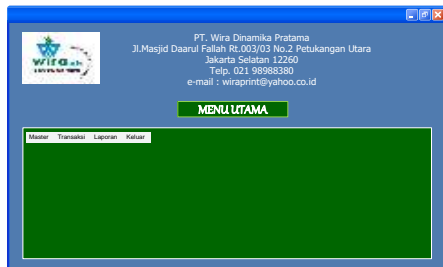 wira
PT. Wira Dinamika Pratama
Jl.Masjid Daarul Fallah Rt.003/03 No.2 Petukangan Utara
Jakarta Selatan 12260
Telp. 021 98988380
e-mail : wiraprint@yahoo.co.id
MENU UTAMA
Master Transaksi Laporan Keluar